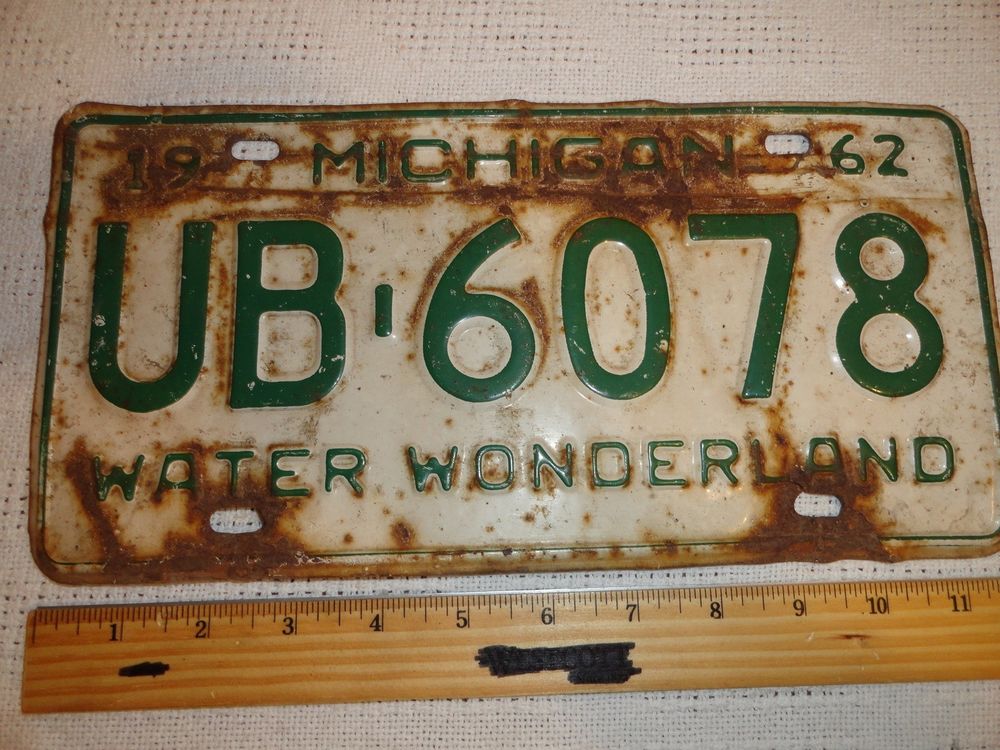 19 MICHIGAN 62
UB-6078
WATER WONDERLAND
1 2 3 4 5 6 7 8 9 10 11